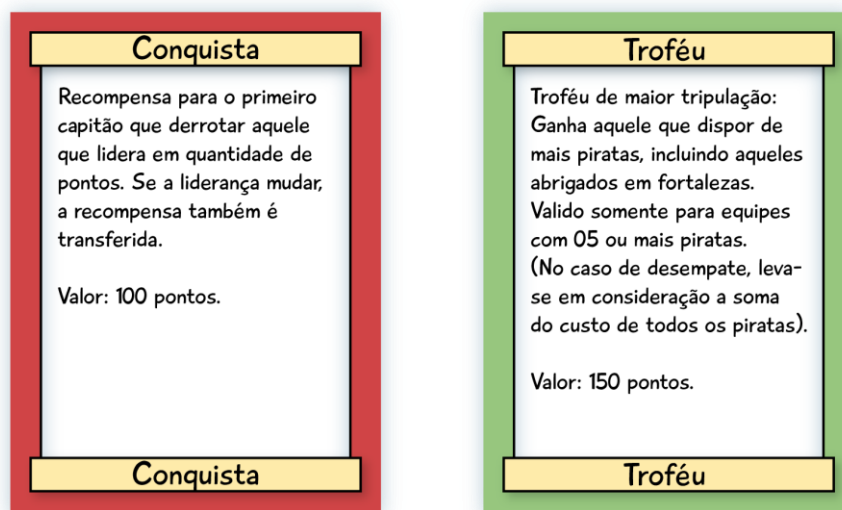 Conquista
Recompensa para o primeiro
capitão que derrotar aquele
que lidera em quantidade de
pontos. Se a liderança mudar,
a recompensa também é
transferida.
Valor: 100 pontos.
Conquista
Troféu
Troféu de maior tripulação:
Ganha aquele que dispor de
mais piratas, incluindo aqueles
abrigados em fortalezas.
Valido somente para equipes
com 05 ou mais piratas.
(No caso de desempate, leva-
se em consideração a soma
do custo de todos os piratas).
Valor: 150 pontos.
Troféu